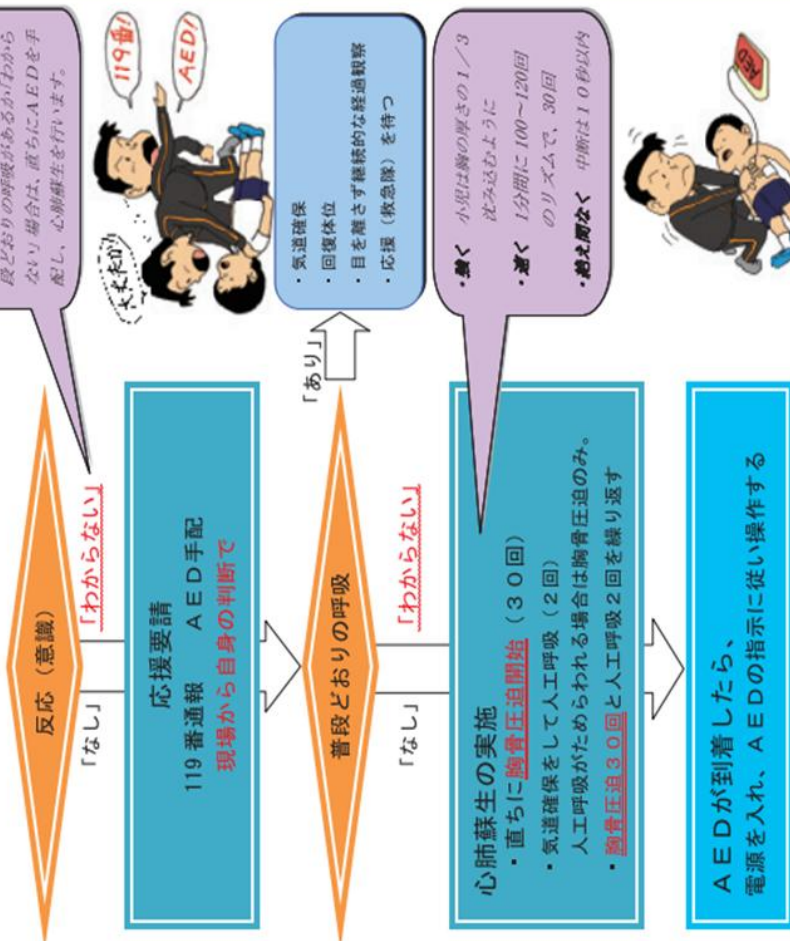 反応（意識）
「なし」
「わからない」
段どおりの呼吸があるか「わから
ない」場合は、直ちにＡＥＤを手
配し、心肺蘇生を行います。
応援要請
119番通報　ＡＥＤ手配
現場から自身の判断で
大丈夫か！
119番！
AED！
普段どおりの呼吸
「あり」
・気道確保
・回復体位
・目を離さず継続的な経過観察
・応援（救急隊）を待つ
「なし」
「わからない」
心肺蘇生の実施
・直ちに胸骨圧迫開始（３０回）
・気道確保をして人工呼吸（２回）
人工呼吸がためらわれる場合は胸骨圧迫のみ。
・胸骨圧迫３０回と人工呼吸２回を繰り返す
・強く　小児は胸の厚さの１／３
沈み込むように
・速く　1分間に100～120回
のリズムで、30回
・絶え間なく　中断は１０秒以内
AED
ＡＥＤが到着したら、
電源を入れ、ＡＥＤの指示に従い操作する